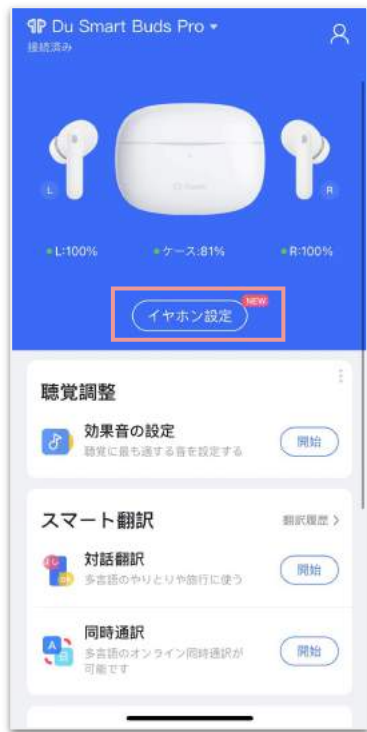 Du Smart Buds Pro
接続済み
L
R
L:100%
ケース:81%
R:100%
イヤホン設定
NEW
聴覚調整
効果音の設定
聴覚に最も適する音を設定する
開始
スマート翻訳
翻訳履歴 >
対話翻訳
多言語のやりとりや旅行に使う
開始
同時通訳
多言語のオンライン同時通訳が
可能です
開始